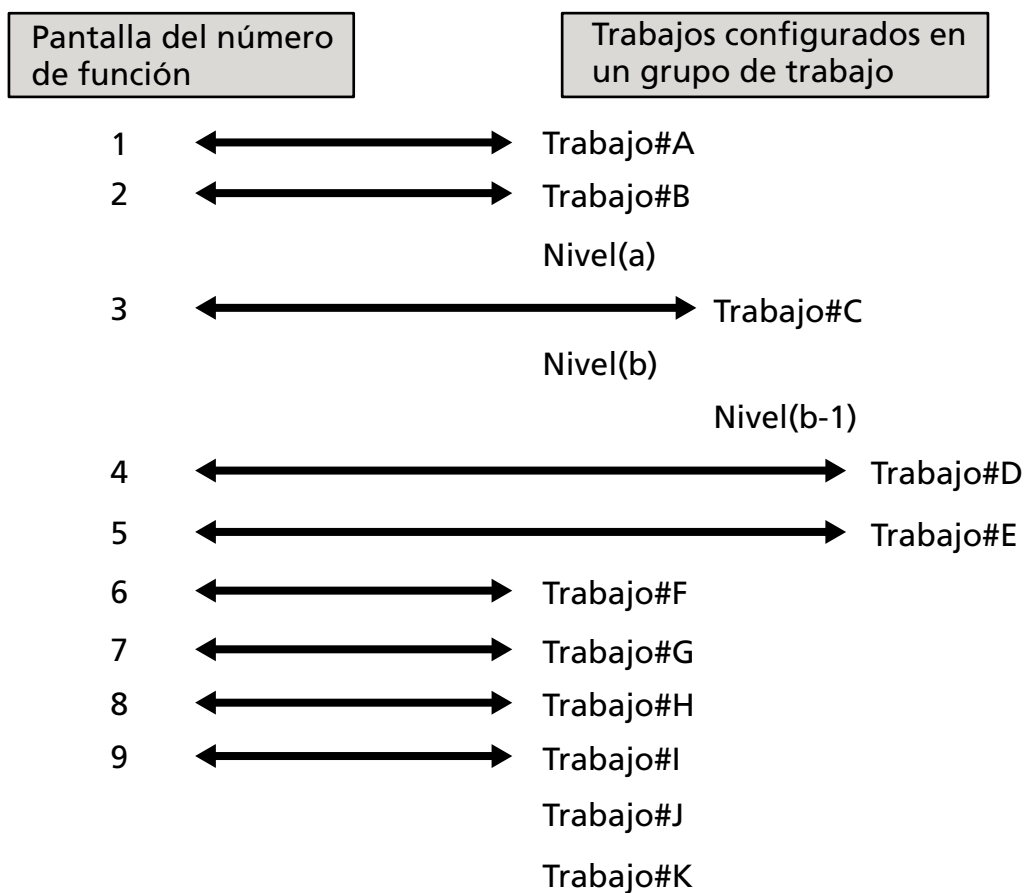 Pantalla del número
de función
Trabajos configurados en
un grupo de trabajo
1 Trabajo#A
2 Trabajo#B
Nivel(a)
3 Trabajo#C
Nivel(b)
Nivel(b-1)
4 Trabajo#D
5 Trabajo#E
6 Trabajo#F
7 Trabajo#G
8 Trabajo#H
9 Trabajo#I
Trabajo#J
Trabajo#K